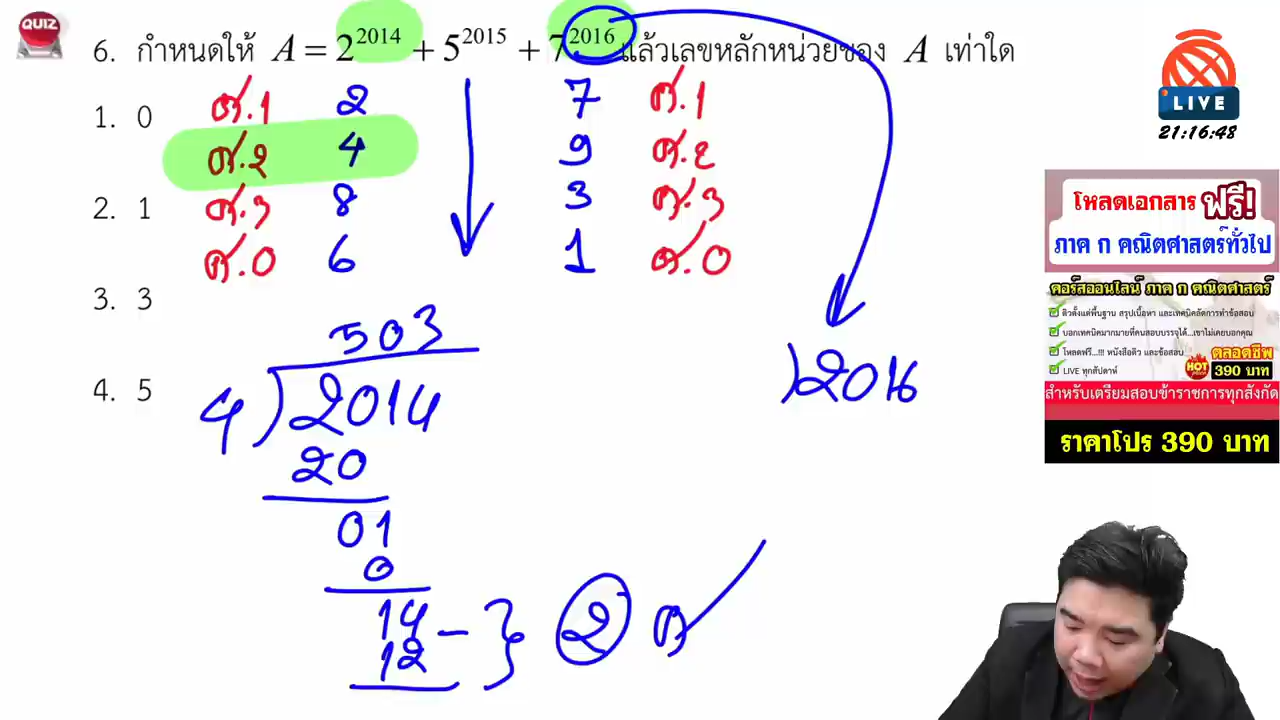 QUIZ
6. กำหนดให้ A = 2^2014 + 5^2015 + 7^2016 แล้วเลขหลักหน่วยของ A เท่าใด
1. 0
2. 1
3. 3
4. 5
ศ.1 2 7 ศ.1
ศ.2 4 9 ศ.2
ศ.3 8 3 ศ.3
ศ.0 6 1 ศ.0
503
4 2014
20
01
0
14
12
2 ศ
2016
LIVE
21:16:48
โหลดเอกสาร ฟรี!
ภาค ก คณิตศาสตร์ทั่วไป
คอร์สออนไลน์ ภาค ก คณิตศาสตร์
ติวตั้งแต่พื้นฐาน สรุปเนื้อหา และเทคนิคลัดการทำข้อสอบ
บอกเทคนิคมากมายที่คนสอบบรรจุได้...เขาไม่เคยบอกคุณ
โหลดฟรี...!!! หนังสือติว และข้อสอบ
LIVE ทุกสัปดาห์
HOT
ตลอดชีพ
390 บาท
สำหรับเตรียมสอบข้าราชการทุกสังกัด
ราคาโปร 390 บาท